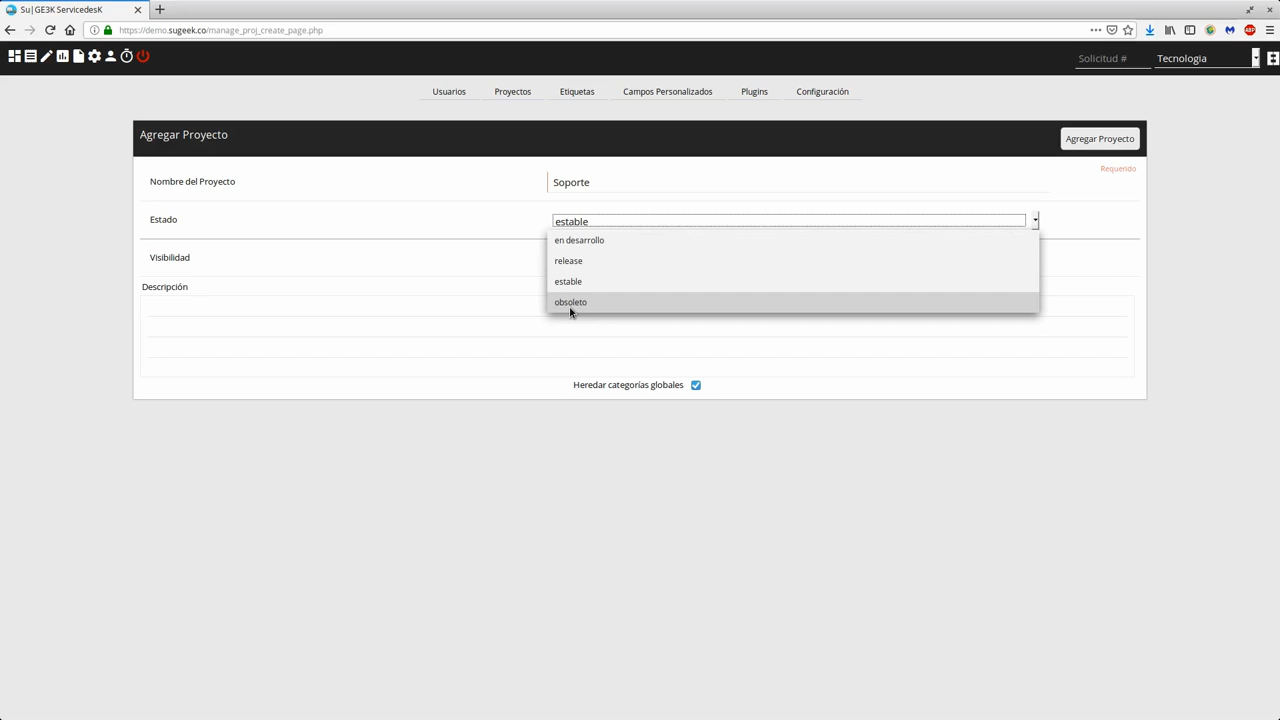 Su|GE3K ServicedesK
https://demo.sugeek.co/manage_proj_create_page.php
ABP
Solicitud #
Tecnologia
Usuarios
Proyectos
Etiquetas
Campos Personalizados
Plugins
Configuración
Agregar Proyecto
Agregar Proyecto
Requerido
Nombre del Proyecto
Soporte
Estado
estable
en desarrollo
release
estable
obsoleto
Visibilidad
Descripción
Heredar categorías globales